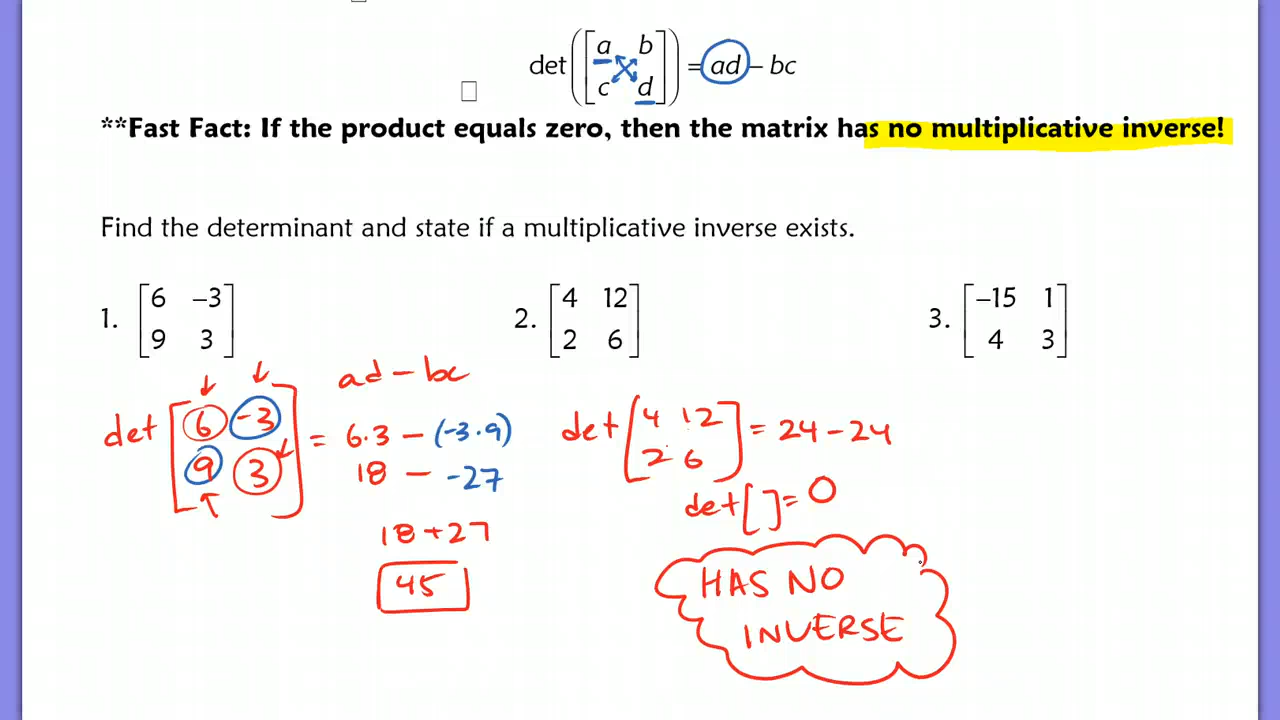 det([a b
c d]) = ad – bc
**Fast Fact: If the product equals zero, then the matrix has no multiplicative inverse!
Find the determinant and state if a multiplicative inverse exists.
1. [6 –3
9 3]
2. [4 12
2 6]
3. [–15 1
4 3]
ad – bc
det [6 -3
9 3] = 6·3 – (-3·9)
18 – -27
18 + 27
45
det [4 12
2 6] = 24 – 24
det [ ] = 0
HAS NO
INVERSE